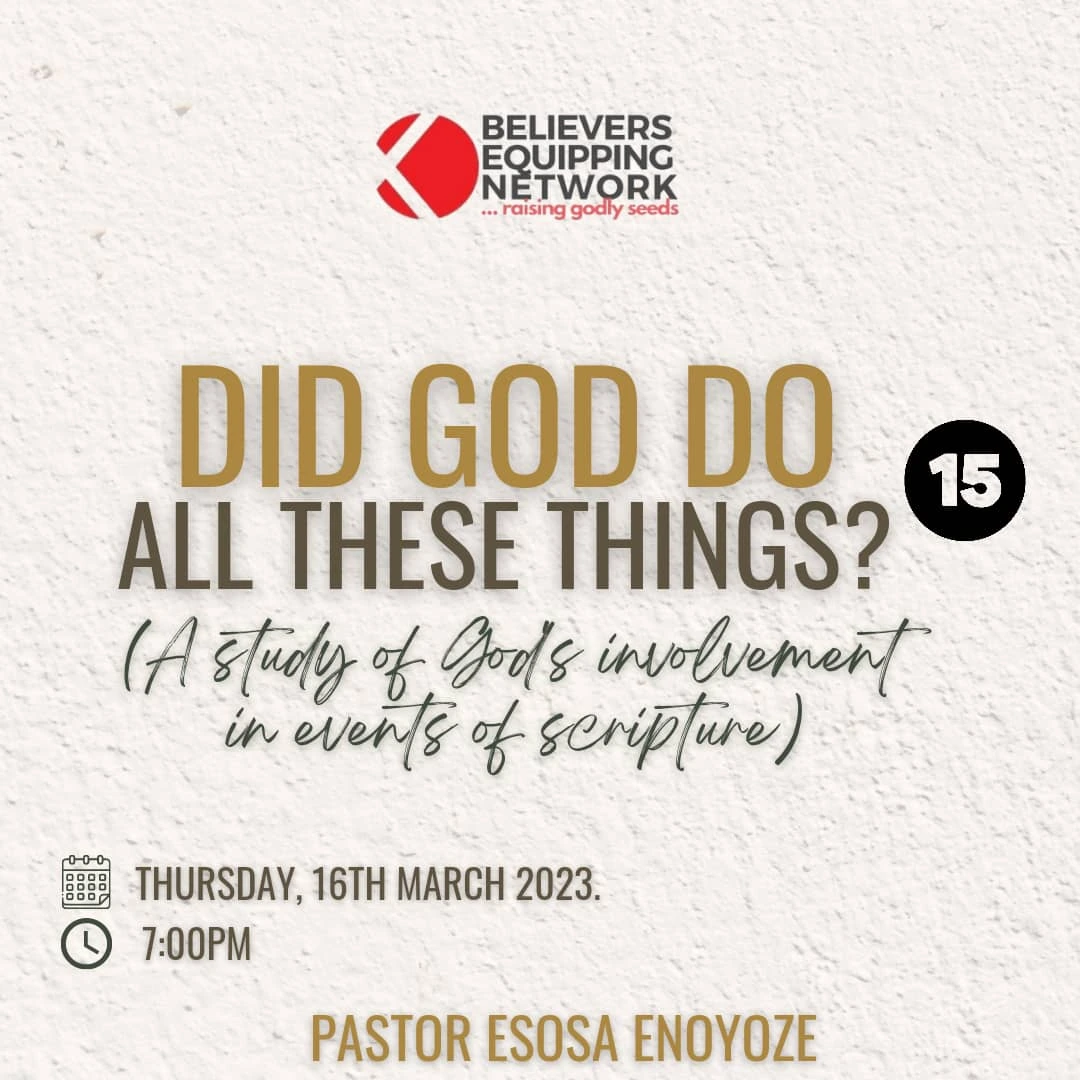 BELIEVERS
EQUIPPING
NETWORK
... raising godly seeds
DID GOD DO
ALL THESE THINGS?
15
(A study of God's involvement
in events of scripture)
THURSDAY, 16TH MARCH 2023.
7:00PM
PASTOR ESOSA ENOYOZE